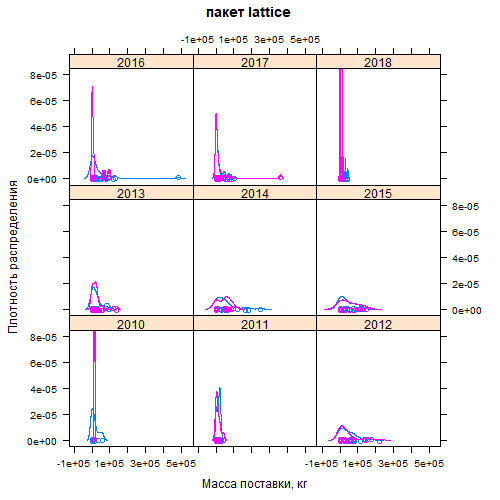 пакет lattice
-1e+05 1e+05 3e+05 5e+05
2016 2017 2018
8e-05
6e-05
4e-05
2e-05
0e+00
2013 2014 2015
8e-05
6e-05
4e-05
2e-05
0e+00
Плотность распределения
2010 2011 2012
8e-05
6e-05
4e-05
2e-05
0e+00
-1e+05 1e+05 3e+05 5e+05 -1e+05 1e+05 3e+05 5e+05
Масса поставки, кг